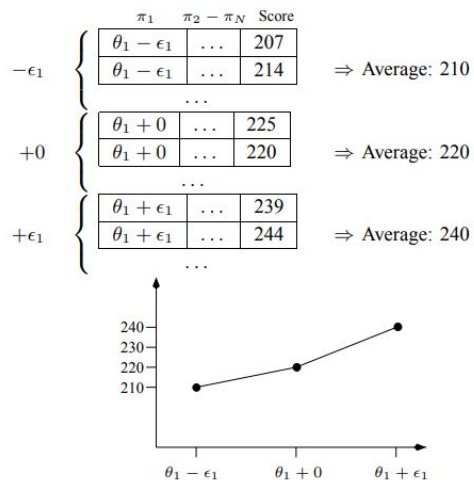 π₁ π₂ − π_N Score
θ₁ − ϵ₁ ... 207
−ϵ₁ θ₁ − ϵ₁ ... 214 ⇒ Average: 210
...
θ₁ + 0 ... 225
+0 θ₁ + 0 ... 220 ⇒ Average: 220
...
θ₁ + ϵ₁ ... 239
+ϵ₁ θ₁ + ϵ₁ ... 244 ⇒ Average: 240
...
240
230
220
210
θ₁ − ϵ₁ θ₁ + 0 θ₁ + ϵ₁